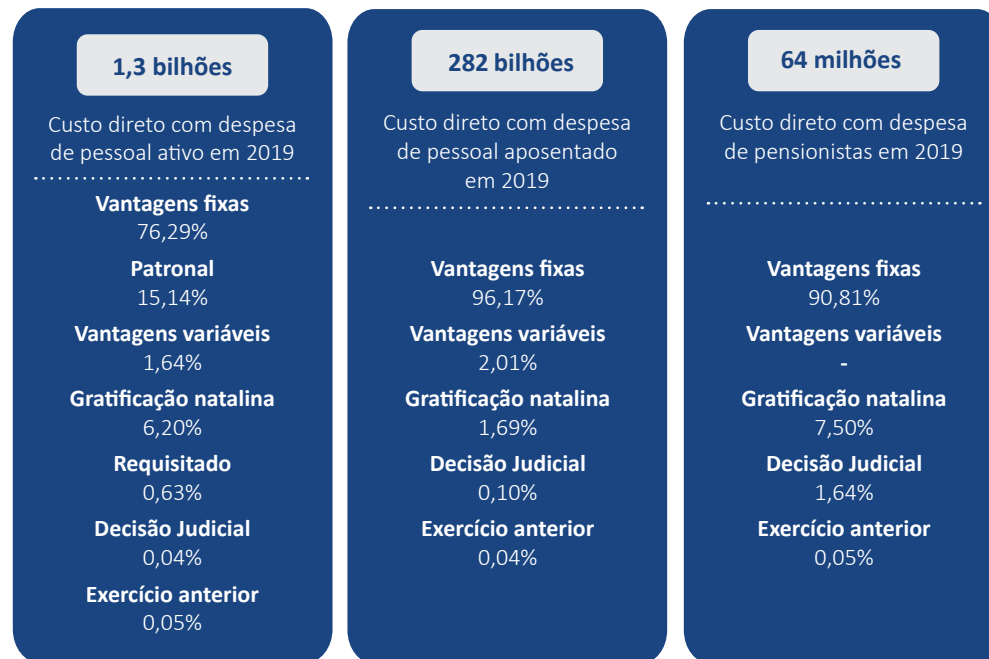 1,3 bilhões
Custo direto com despesa
de pessoal ativo em 2019
Vantagens fixas
76,29%
Patronal
15,14%
Vantagens variáveis
1,64%
Gratificação natalina
6,20%
Requisitado
0,63%
Decisão Judicial
0,04%
Exercício anterior
0,05%
282 bilhões
Custo direto com despesa
de pessoal aposentado
em 2019
Vantagens fixas
96,17%
Vantagens variáveis
2,01%
Gratificação natalina
1,69%
Decisão Judicial
0,10%
Exercício anterior
0,04%
64 milhões
Custo direto com despesa
de pensionistas em 2019
Vantagens fixas
90,81%
Vantagens variáveis
-
Gratificação natalina
7,50%
Decisão Judicial
1,64%
Exercício anterior
0,05%